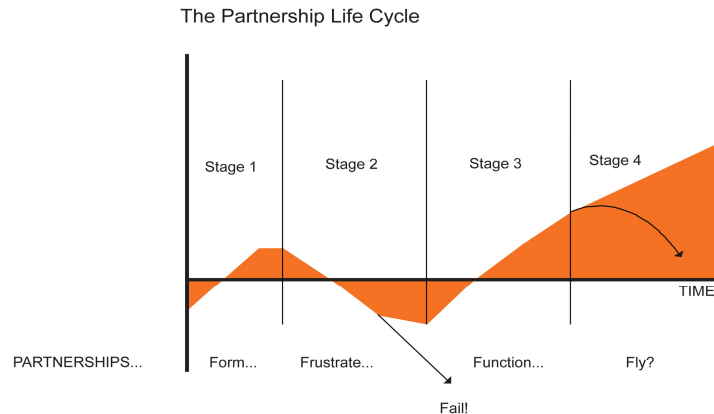 The Partnership Life Cycle
Stage 1
Stage 2
Stage 3
Stage 4
TIME
PARTNERSHIPS...
Form...
Frustrate...
Function...
Fly?
Fail!